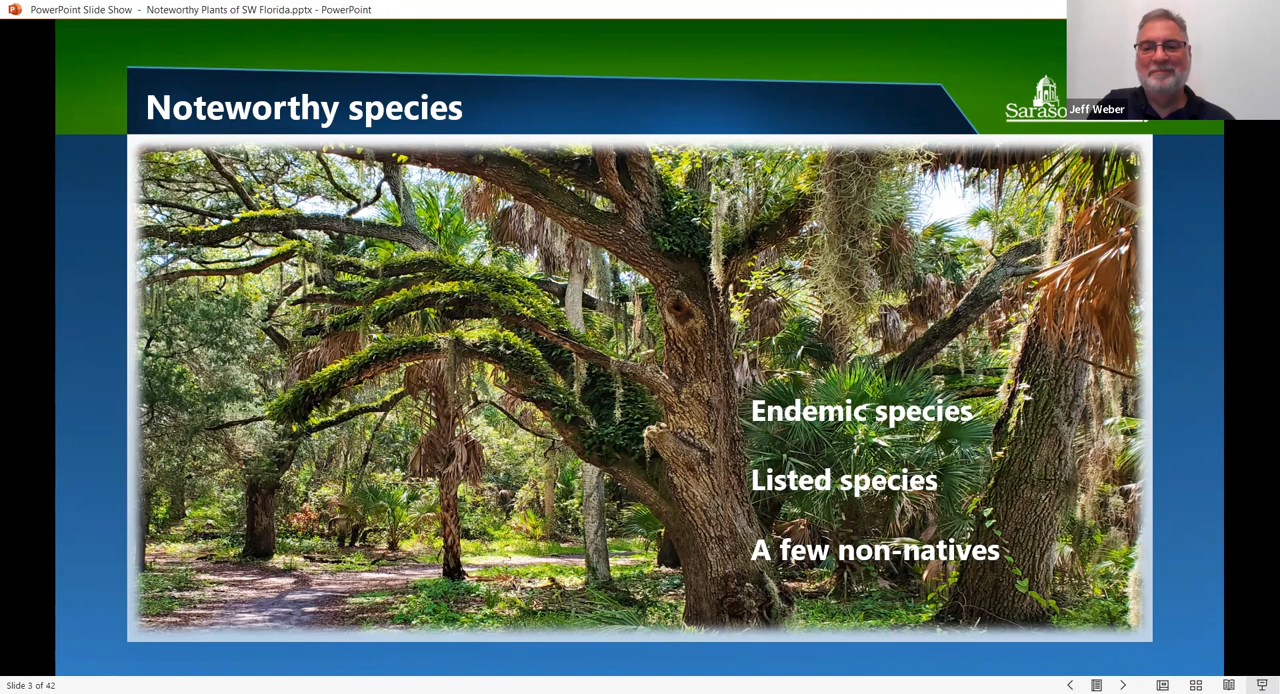 PowerPoint Slide Show - Noteworthy Plants of SW Florida.pptx - PowerPoint
Noteworthy species
Jeff Weber
Endemic species
Listed species
A few non-natives
Slide 3 of 42